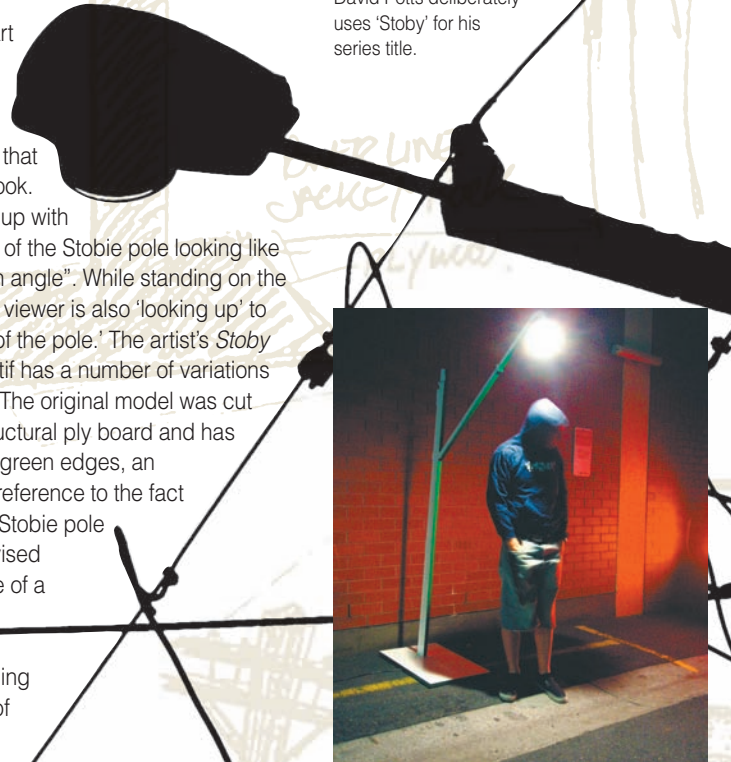 David Potts deliberately
uses ‘Stoby’ for his
series title.
art
that
ook.
up with
of the Stobie pole looking like
n angle”. While standing on the
viewer is also ‘looking up’ to
of the pole.’ The artist’s Stoby
tif has a number of variations
The original model was cut
uctural ply board and has
green edges, an
reference to the fact
Stobie pole
ised
e of a
ing
of
LINE
JACKET